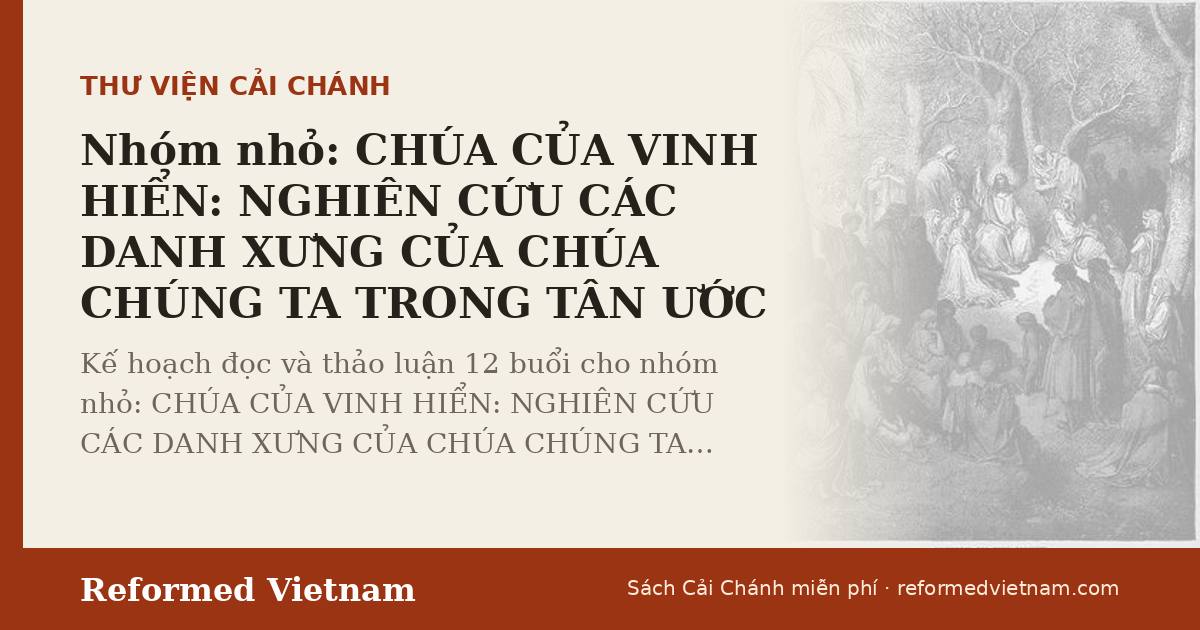 THƯ VIỆN CẢI CHÁNH
Nhóm nhỏ: CHÚA CỦA VINH
HIỂN: NGHIÊN CỨU CÁC
DANH XƯNG CỦA CHÚA
CHÚNG TA TRONG TÂN ƯỚC
Kế hoạch đọc và thảo luận 12 buổi cho nhóm
nhỏ: CHÚA CỦA VINH HIỂN: NGHIÊN CỨU
CÁC DANH XƯNG CỦA CHÚA CHÚNG TA...
Reformed Vietnam
Sách Cải Chánh miễn phí · reformedvietnam.com